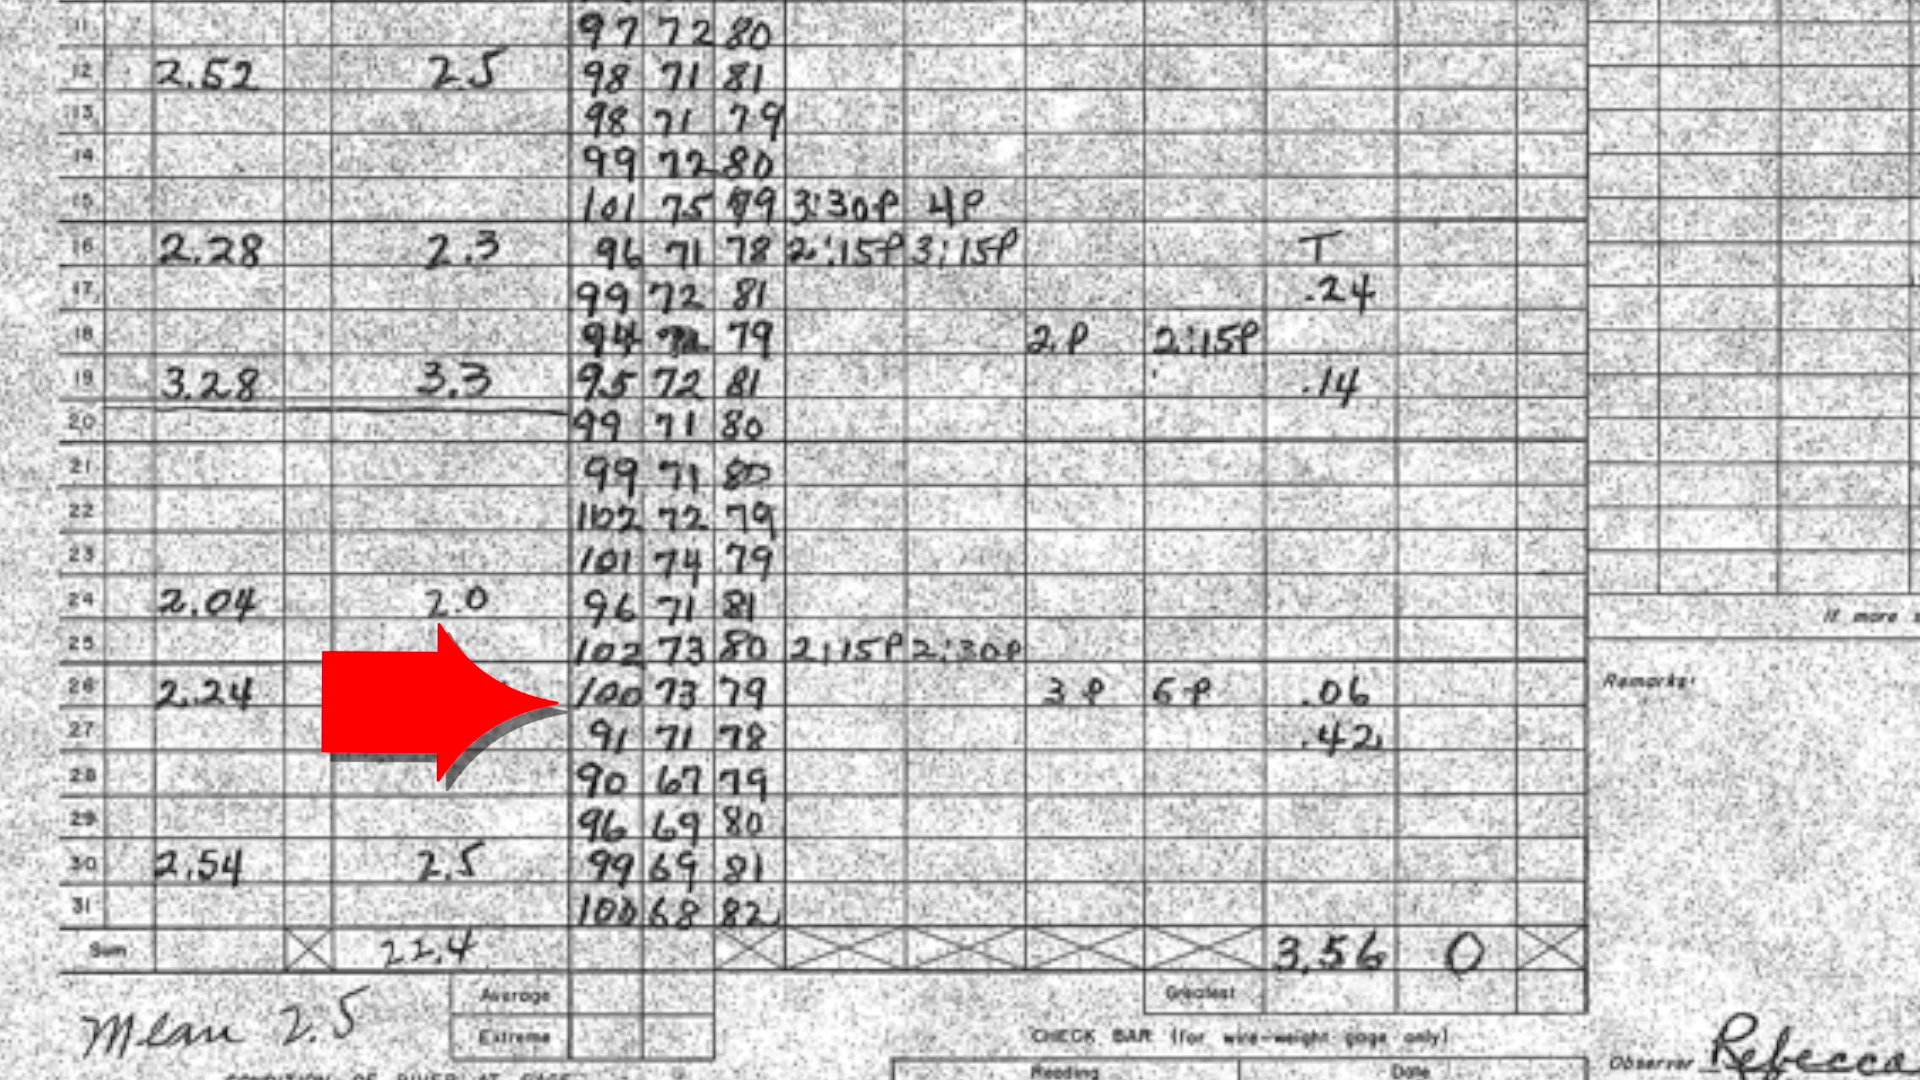 11 97 72 80
12 2.52 2.5 98 71 81
13 98 71 79
14 99 72 80
15 101 75 79 3:30P 4P
16 2.28 2.3 96 71 78 2:15P 3:15P T
17 99 72 81 .24
18 94 79 2P 2:15P
19 3.28 3.3 95 72 81 .14
20 99 71 80
21 99 71 80
22 102 72 79
23 101 74 79
24 2.04 2.0 96 71 81
25 102 73 80 2:15P 2:30P
26 2.24 100 73 79 3P 6P .06
27 91 71 78 .42
28 90 67 79
29 96 69 80
30 2.54 2.5 99 69 81
31 100 68 82
Sum 22.4 3.56 0
Average Greatest
Mean 2.5
Extreme
CHECK BAR (for wire-weight gage only)
CONDITION OF RIVER AT GAGE
Reading Date
If more
Remarks:
Observer Rebecca